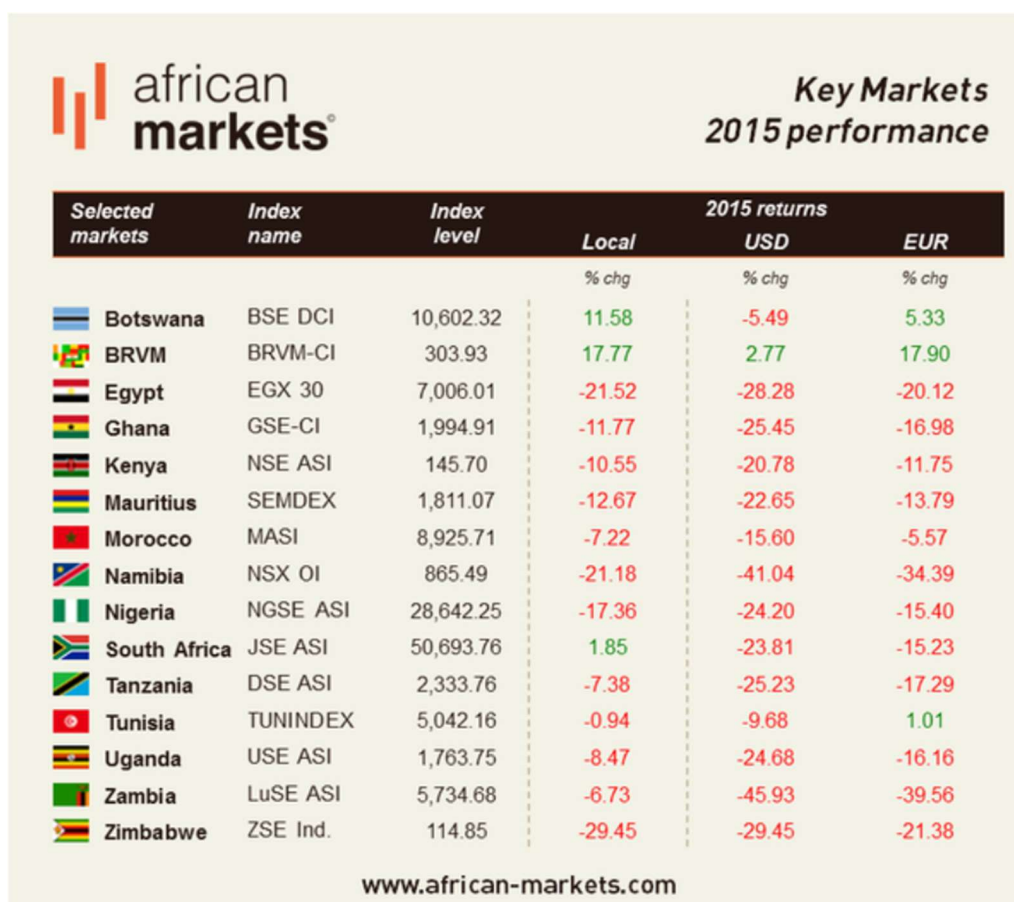 african
markets©
Key Markets
2015 performance
Selected markets Index name Index level 2015 returns
Local USD EUR
% chg % chg % chg
Botswana BSE DCI 10,602.32 11.58 -5.49 5.33
BRVM BRVM-CI 303.93 17.77 2.77 17.90
Egypt EGX 30 7,006.01 -21.52 -28.28 -20.12
Ghana GSE-CI 1,994.91 -11.77 -25.45 -16.98
Kenya NSE ASI 145.70 -10.55 -20.78 -11.75
Mauritius SEMDEX 1,811.07 -12.67 -22.65 -13.79
Morocco MASI 8,925.71 -7.22 -15.60 -5.57
Namibia NSX OI 865.49 -21.18 -41.04 -34.39
Nigeria NGSE ASI 28,642.25 -17.36 -24.20 -15.40
South Africa JSE ASI 50,693.76 1.85 -23.81 -15.23
Tanzania DSE ASI 2,333.76 -7.38 -25.23 -17.29
Tunisia TUNINDEX 5,042.16 -0.94 -9.68 1.01
Uganda USE ASI 1,763.75 -8.47 -24.68 -16.16
Zambia LuSE ASI 5,734.68 -6.73 -45.93 -39.56
Zimbabwe ZSE Ind. 114.85 -29.45 -29.45 -21.38
www.african-markets.com